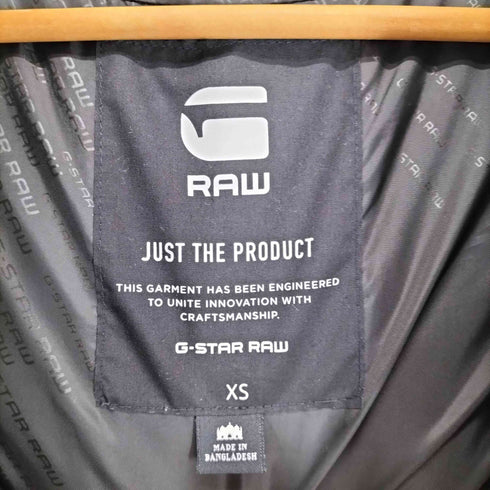 G
RAW
JUST THE PRODUCT
THIS GARMENT HAS BEEN ENGINEERED
TO UNITE INNOVATION WITH
CRAFTSMANSHIP.
G-STAR RAW
XS
MADE IN
BANGLADESH
G-STAR RAW
G-STAR RAW
G-STAR RAW